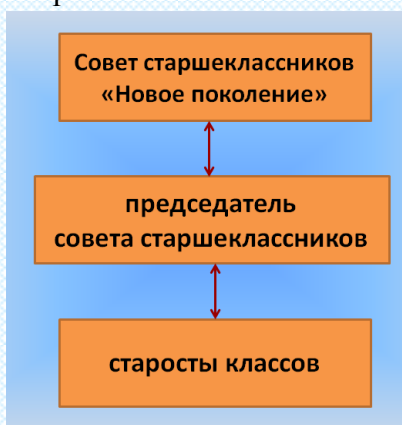 Совет старшеклассников
«Новое поколение»
председатель
совета старшеклассников
старосты классов